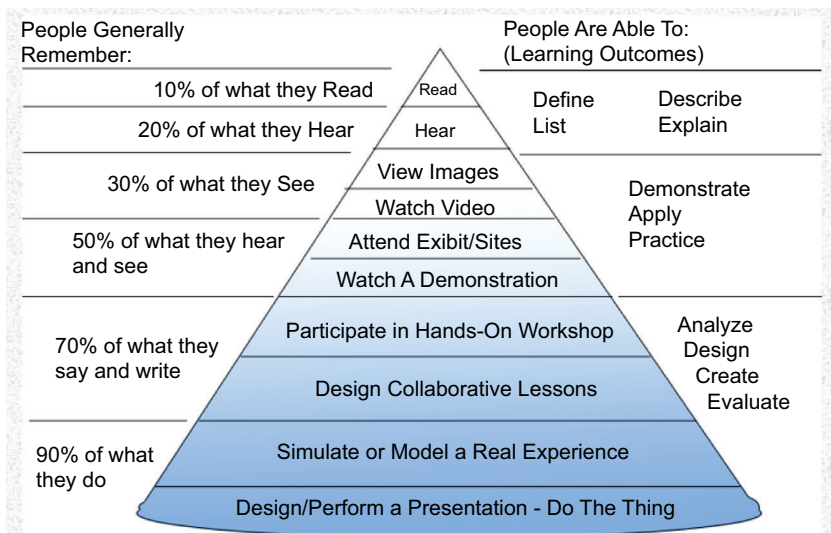 People Generally
Remember:
10% of what they Read
20% of what they Hear
30% of what they See
50% of what they hear
and see
70% of what they
say and write
90% of what
they do
Read
Hear
View Images
Watch Video
Attend Exibit/Sites
Watch A Demonstration
Participate in Hands-On Workshop
Design Collaborative Lessons
Simulate or Model a Real Experience
Design/Perform a Presentation - Do The Thing
People Are Able To:
(Learning Outcomes)
Define Describe
List Explain
Demonstrate
Apply
Practice
Analyze
Design
Create
Evaluate